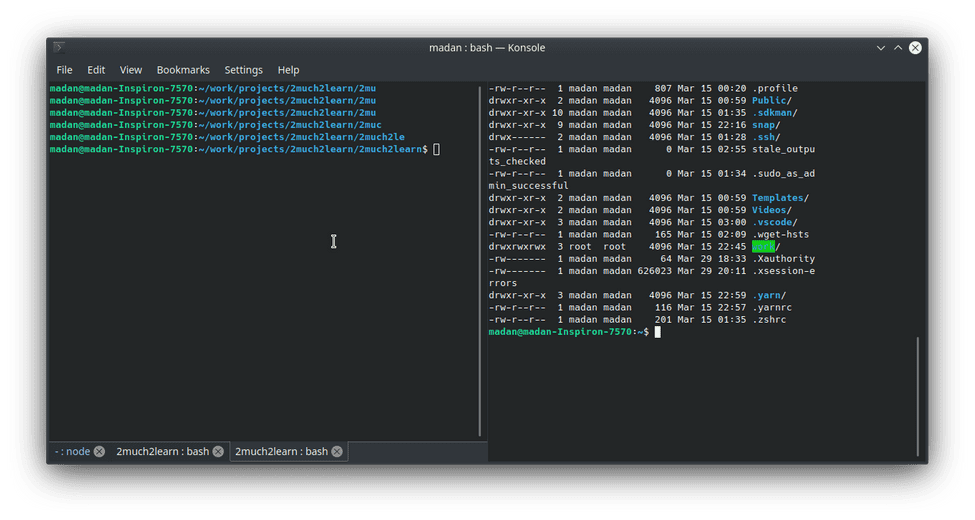 madan : bash — Konsole
File Edit View Bookmarks Settings Help
madan@madan-Inspiron-7570:~/work/projects/2much2learn/2mu
madan@madan-Inspiron-7570:~/work/projects/2much2learn/2mu
madan@madan-Inspiron-7570:~/work/projects/2much2learn/2mu
madan@madan-Inspiron-7570:~/work/projects/2much2learn/2muc
madan@madan-Inspiron-7570:~/work/projects/2much2learn/2much2le
madan@madan-Inspiron-7570:~/work/projects/2much2learn/2much2learn$
- : node
2much2learn : bash
2much2learn : bash
-rw-r--r-- 1 madan madan 807 Mar 15 00:20 .profile
drwxr-xr-x 2 madan madan 4096 Mar 15 00:59 Public/
drwxr-xr-x 10 madan madan 4096 Mar 15 01:35 .sdkman/
drwxr-xr-x 9 madan madan 4096 Mar 15 22:16 snap/
drwx------ 2 madan madan 4096 Mar 15 01:28 .ssh/
-rw-r--r-- 1 madan madan 0 Mar 15 02:55 stale_outpu
ts_checked
-rw-r--r-- 1 madan madan 0 Mar 15 01:34 .sudo_as_ad
min_successful
drwxr-xr-x 2 madan madan 4096 Mar 15 00:59 Templates/
drwxr-xr-x 2 madan madan 4096 Mar 15 00:59 Videos/
drwxr-xr-x 3 madan madan 4096 Mar 15 03:00 .vscode/
-rw-r--r-- 1 madan madan 165 Mar 15 02:09 .wget-hsts
drwxrwxrwx 3 root root 4096 Mar 15 22:45 /
-rw------- 1 madan madan 64 Mar 29 18:33 .Xauthority
-rw------- 1 madan madan 626023 Mar 29 20:11 .xsession-e
rrors
drwxr-xr-x 3 madan madan 4096 Mar 15 22:59 .yarn/
-rw-r--r-- 1 madan madan 116 Mar 15 22:57 .yarnrc
-rw-r--r-- 1 madan madan 201 Mar 15 01:35 .zshrc
madan@madan-Inspiron-7570:~$